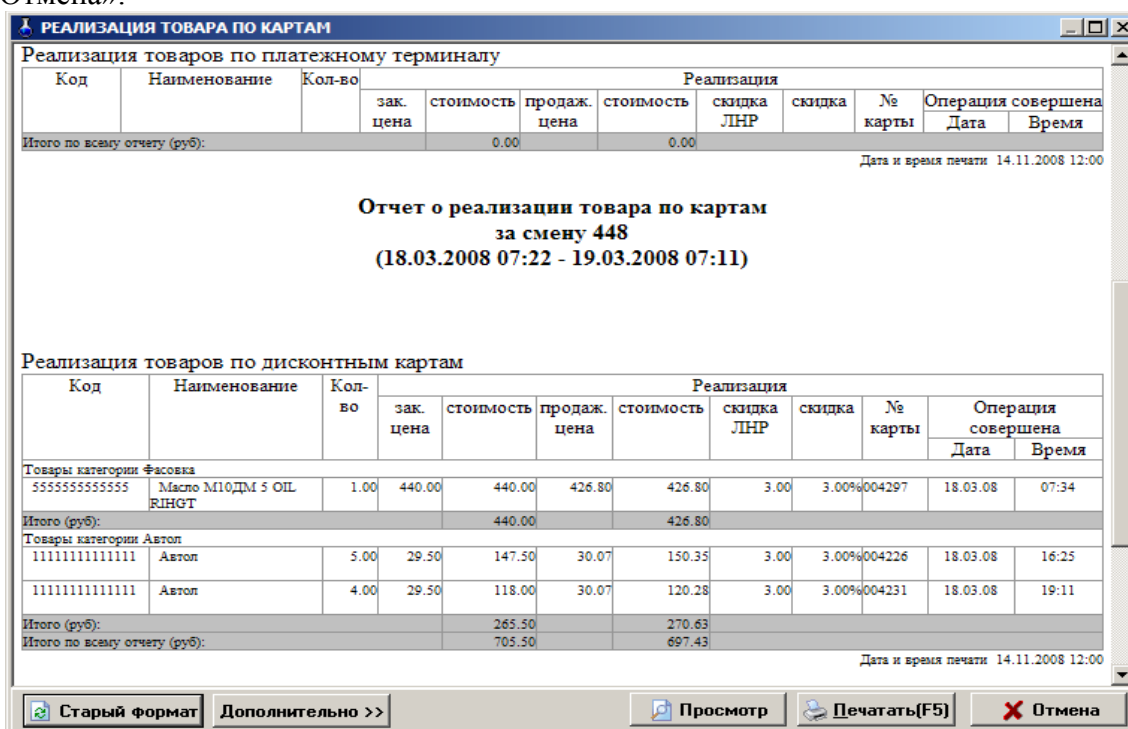 Отмена».
РЕАЛИЗАЦИЯ ТОВАРА ПО КАРТАМ
Реализация товаров по платежному терминалу
Код Наименование Кол-во Реализация
зак. цена стоимость продаж. цена стоимость скидка ЛНР скидка № карты Операция совершена
Дата Время
Итого по всему отчету (руб): 0.00 0.00
Дата и время печати 14.11.2008 12:00
Отчет о реализации товара по картам
за смену 448
(18.03.2008 07:22 - 19.03.2008 07:11)
Реализация товаров по дисконтным картам
Код Наименование Кол-во Реализация
зак. цена стоимость продаж. цена стоимость скидка ЛНР скидка № карты Операция совершена
Дата Время
Товары категории Фасовка
5555555555555 Масло М10ДМ 5 OIL RIHGT 1.00 440.00 440.00 426.80 426.80 3.00 3.00% 004297 18.03.08 07:34
Итого (руб): 440.00 426.80
Товары категории Автол
11111111111111 Автол 5.00 29.50 147.50 30.07 150.35 3.00 3.00% 004226 18.03.08 16:25
11111111111111 Автол 4.00 29.50 118.00 30.07 120.28 3.00 3.00% 004231 18.03.08 19:11
Итого (руб): 265.50 270.63
Итого по всему отчету (руб): 705.50 697.43
Дата и время печати 14.11.2008 12:00
Старый формат Дополнительно >> Просмотр Печатать(F5) Отмена